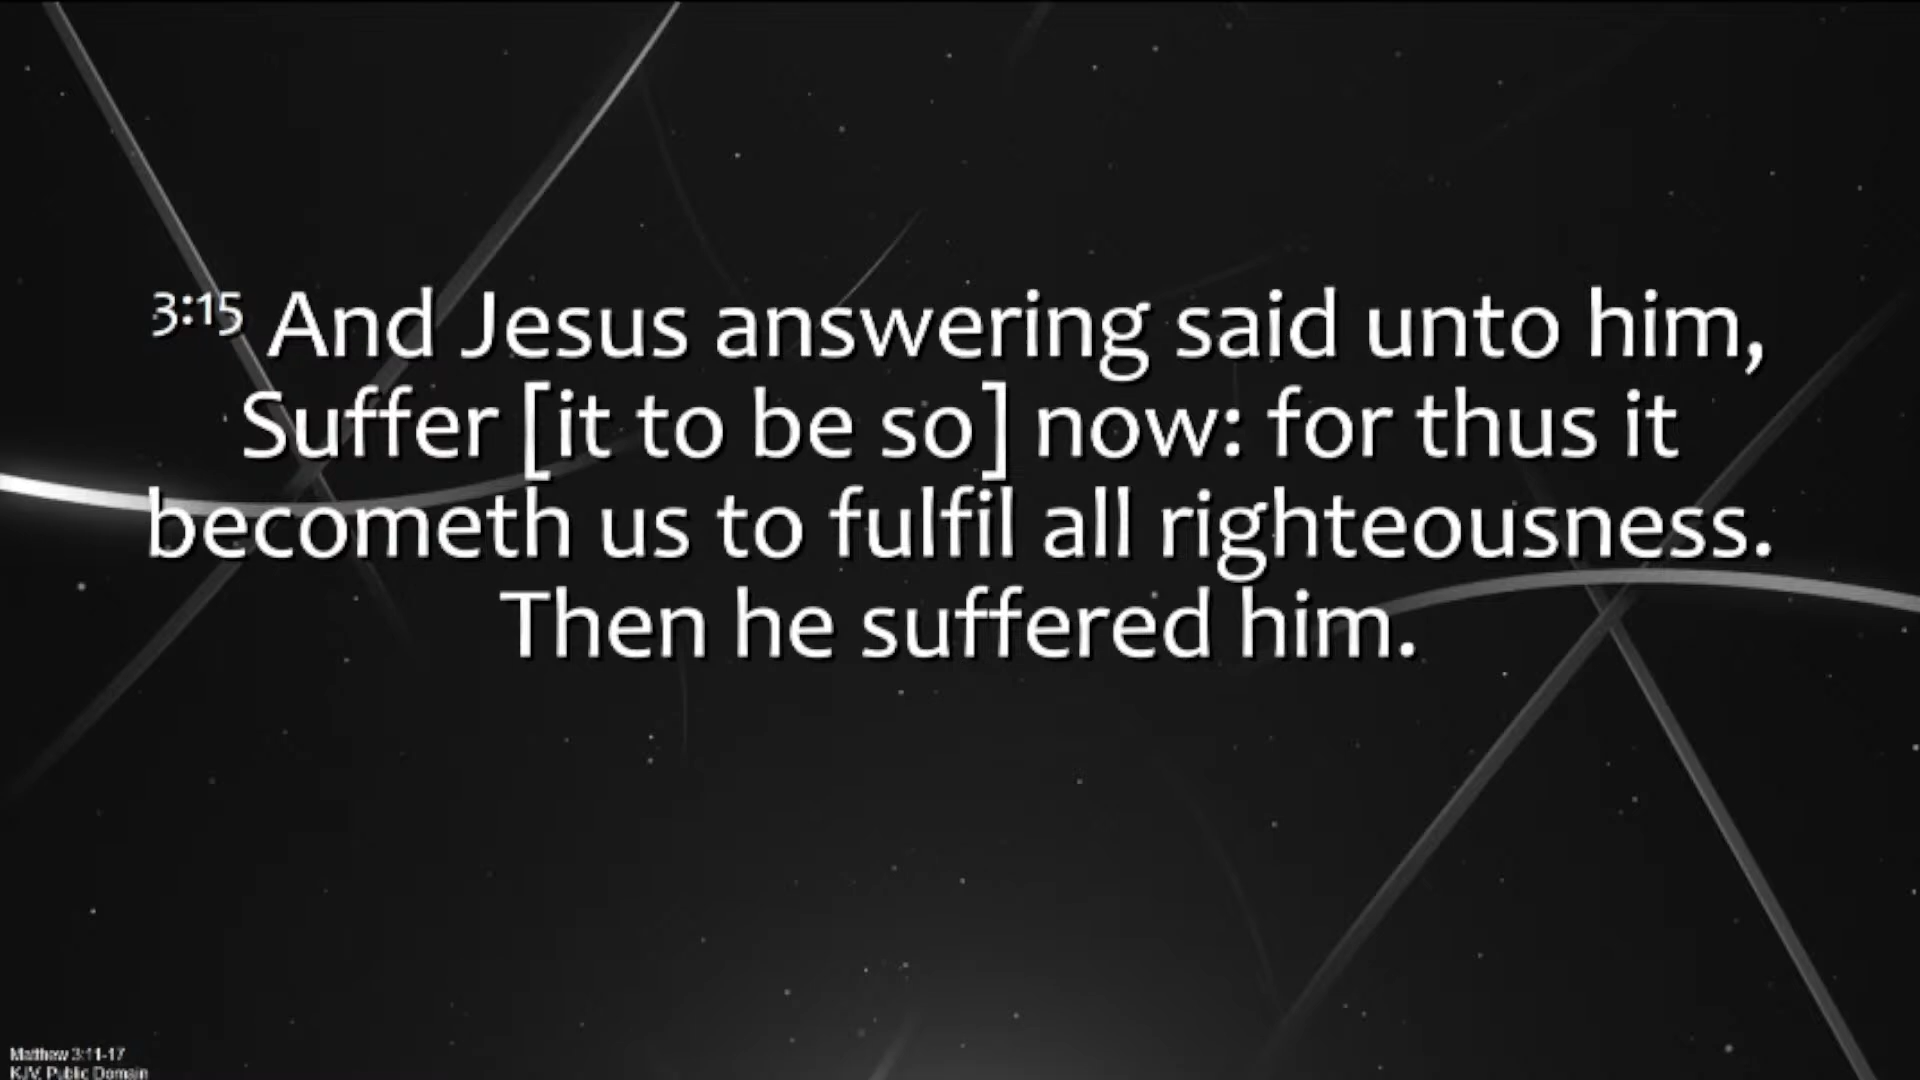 3:15 And Jesus answering said unto him,
Suffer [it to be so] now: for thus it
becometh us to fulfil all righteousness.
Then he suffered him.
Matthew 3:11-17
KJV, Public Domain